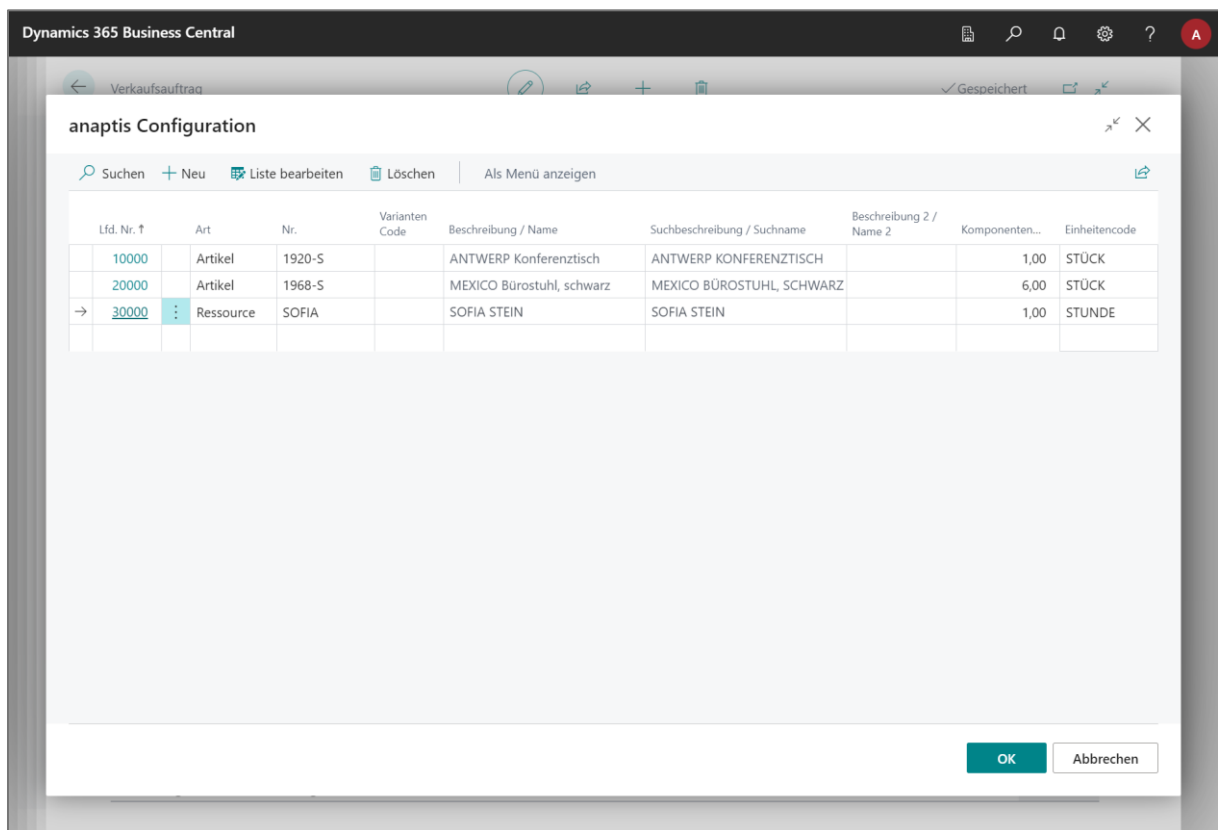 Dynamics 365 Business Central
?
A
Verkaufsauftrag
Gespeichert
anaptis Configuration
Suchen Neu Liste bearbeiten Löschen Als Menü anzeigen
Lfd. Nr. ↑ Art Nr. Varianten Code Beschreibung / Name Suchbeschreibung / Suchname Beschreibung 2 / Name 2 Komponenten... Einheitencode
10000 Artikel 1920-S ANTWERP Konferenztisch ANTWERP KONFERENZTISCH 1,00 STÜCK
20000 Artikel 1968-S MEXICO Bürostuhl, schwarz MEXICO BÜROSTUHL, SCHWARZ 6,00 STÜCK
→ 30000 Ressource SOFIA SOFIA STEIN SOFIA STEIN 1,00 STUNDE
OK Abbrechen